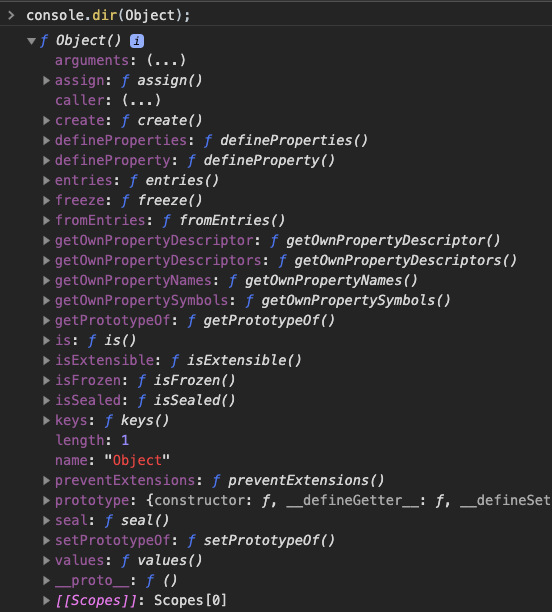 > console.dir(Object);
▼ƒ Object() i
arguments: (...)
▶assign: ƒ assign()
caller: (...)
▶create: ƒ create()
▶defineProperties: ƒ defineProperties()
▶defineProperty: ƒ defineProperty()
▶entries: ƒ entries()
▶freeze: ƒ freeze()
▶fromEntries: ƒ fromEntries()
▶getOwnPropertyDescriptor: ƒ getOwnPropertyDescriptor()
▶getOwnPropertyDescriptors: ƒ getOwnPropertyDescriptors()
▶getOwnPropertyNames: ƒ getOwnPropertyNames()
▶getOwnPropertySymbols: ƒ getOwnPropertySymbols()
▶getPrototypeOf: ƒ getPrototypeOf()
▶is: ƒ is()
▶isExtensible: ƒ isExtensible()
▶isFrozen: ƒ isFrozen()
▶isSealed: ƒ isSealed()
▶keys: ƒ keys()
length: 1
name: "Object"
▶preventExtensions: ƒ preventExtensions()
▶prototype: {constructor: ƒ, __defineGetter__: ƒ, __defineSet
▶seal: ƒ seal()
▶setPrototypeOf: ƒ setPrototypeOf()
▶values: ƒ values()
▶__proto__: ƒ ()
▶[[Scopes]]: Scopes[0]